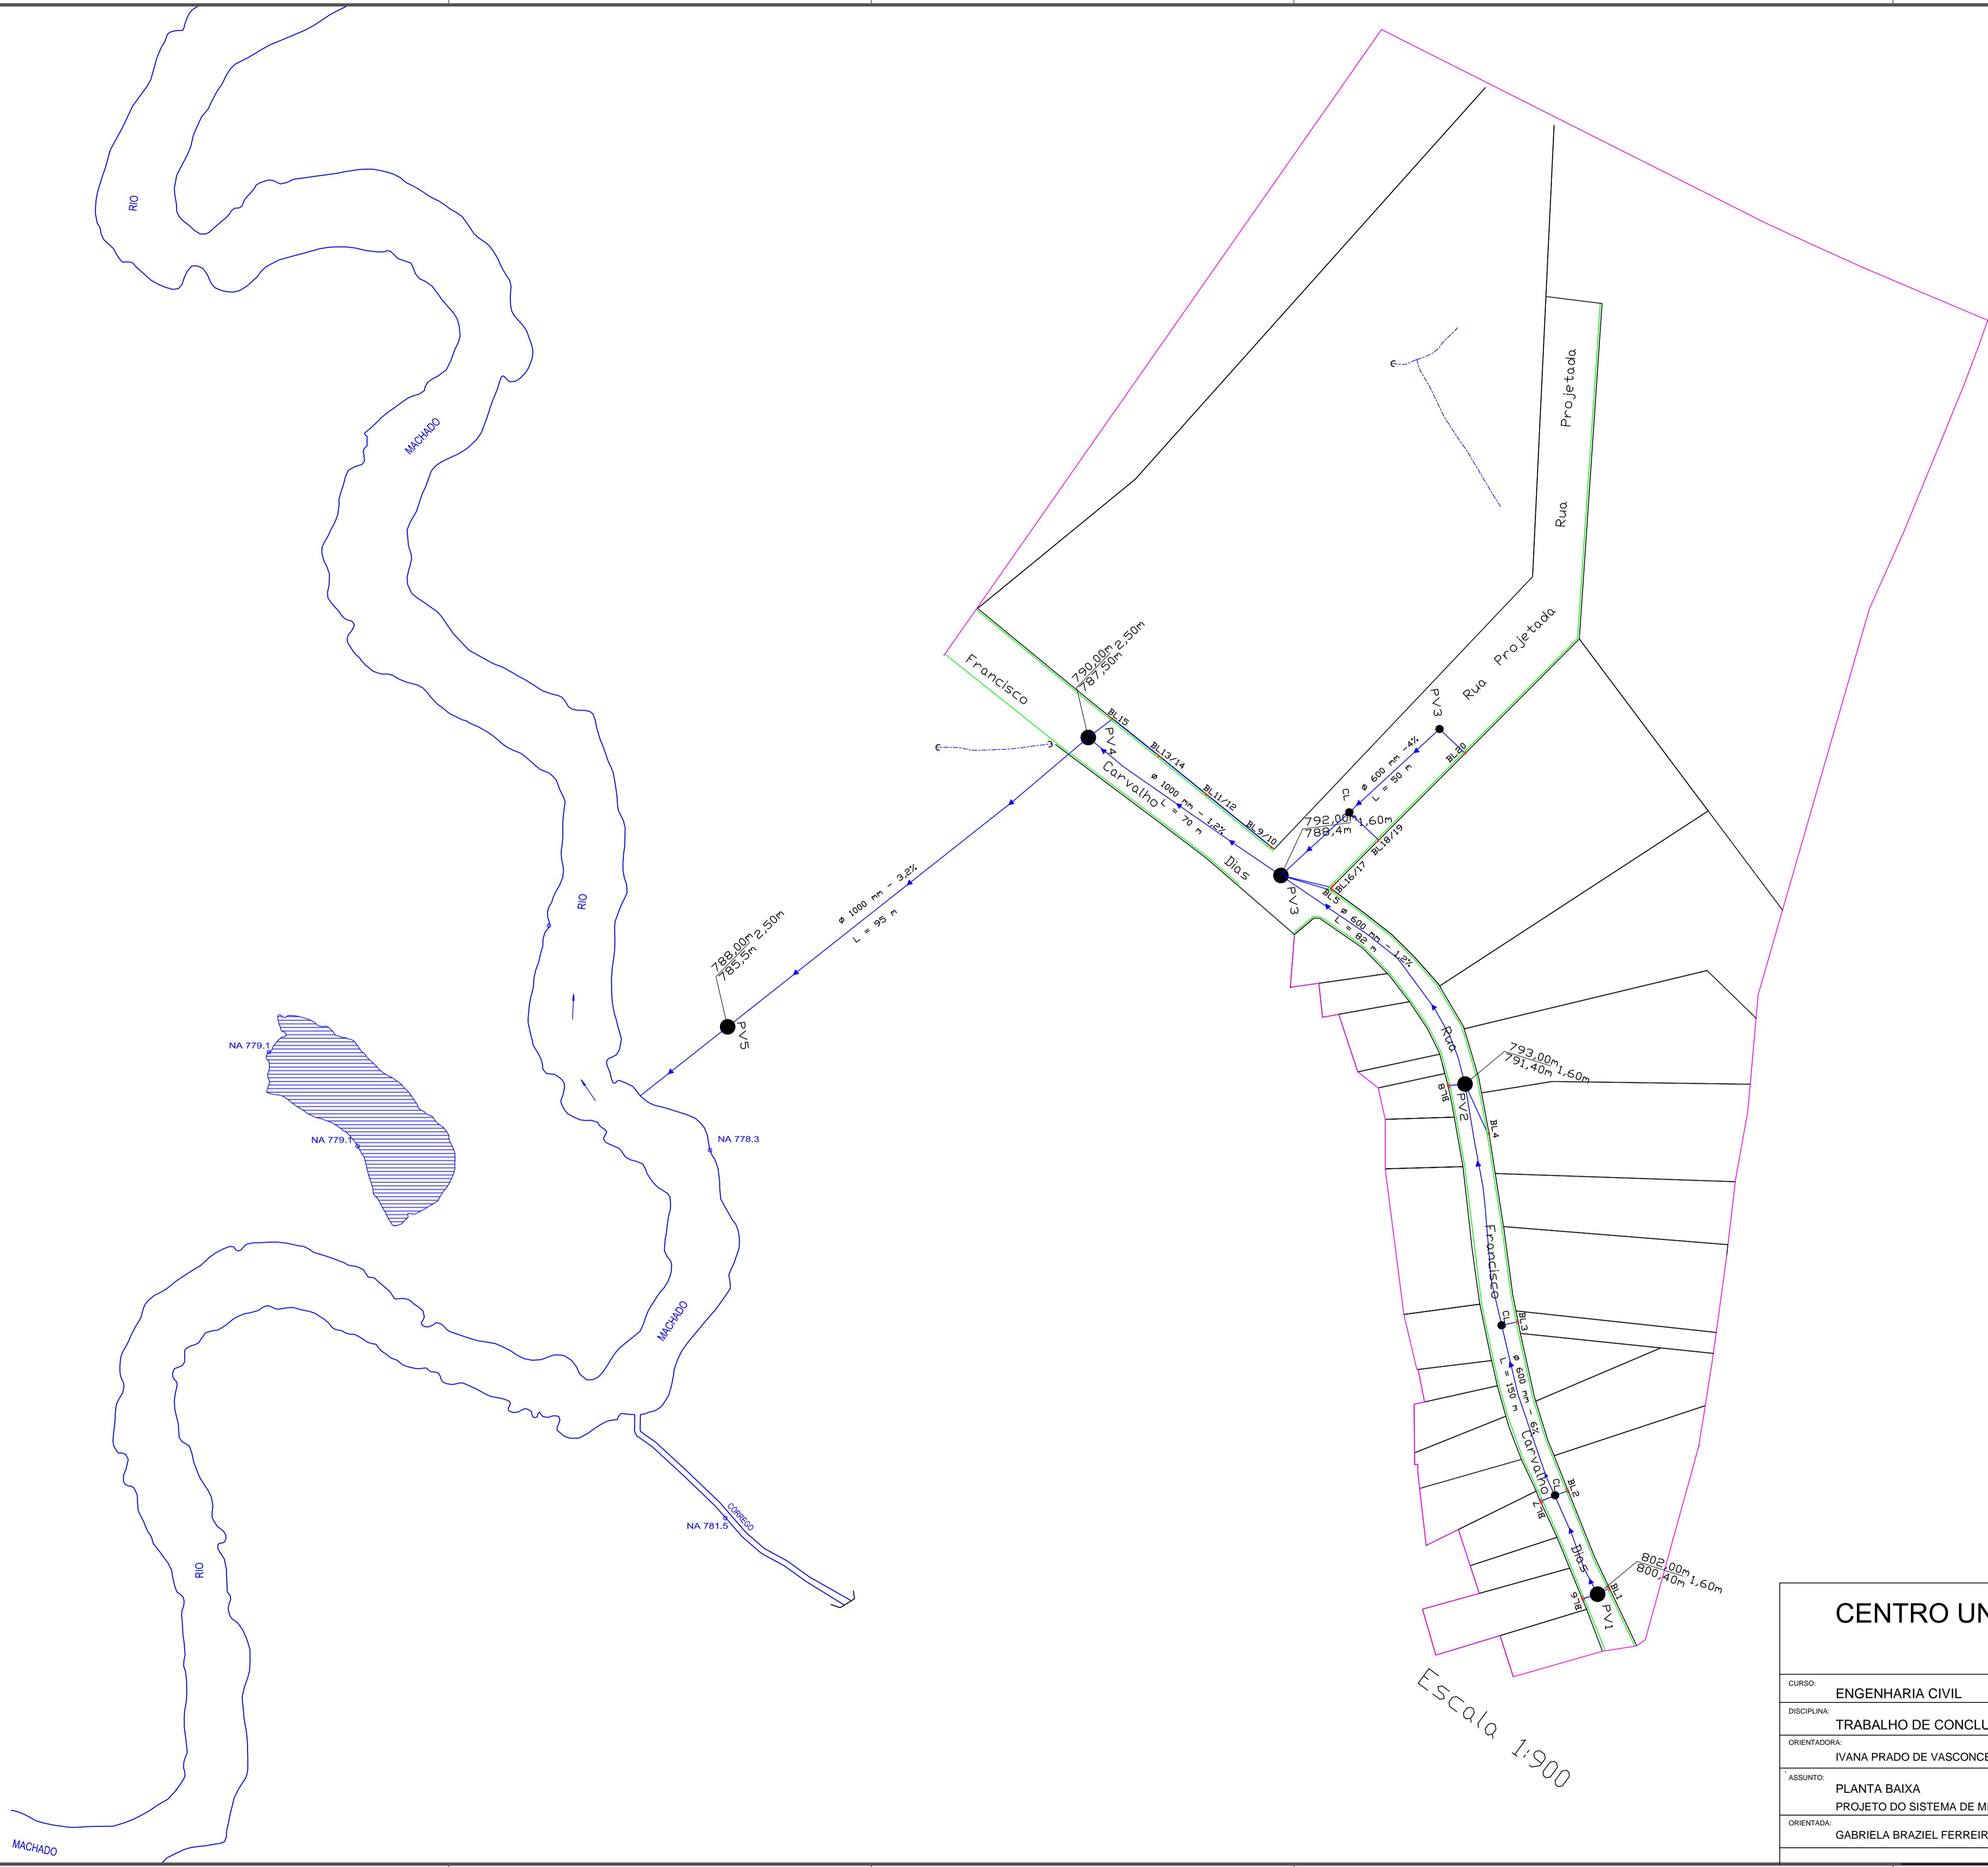 RIO
MACHADO
RIO
NA 779.1
NA 779.1
NA 778.3
MACHADO
CÓRREGO
NA 781.5
RIO
MACHADO
Rua Projetada
Rua Projetada
Francisco Carvalho Dias
790,00m
787,50m
2,50m
BL15
PV4
BL13/14
BL11/12
BL9/10
ø 1000 mm - 1,2%
L = 70 m
PV3
BL20
ø 600 mm -4%
L = 50 m
CL
792,00m
789,4m
1,60m
BL18/19
BL16/17
BL5
PV3
ø 600 mm - 1,2%
L = 82 m
ø 1000 mm - 3,2%
L = 95 m
788,00m
785,5m
2,50m
PV5
Rua Francisco Carvalho Dias
793,00m
791,40m
1,60m
BL8
PV2
BL4
CL
BL3
ø 600 mm - 6%
L = 150 m
CL
BL2
BL7
802,00m
800,40m
1,60m
BL1
BL6
PV1
Escala 1:900
CENTRO UN
CURSO:
ENGENHARIA CIVIL
DISCIPLINA:
TRABALHO DE CONCLU
ORIENTADORA:
IVANA PRADO DE VASCONCE
ASSUNTO:
PLANTA BAIXA
PROJETO DO SISTEMA DE MI
ORIENTADA:
GABRIELA BRAZIEL FERREIR